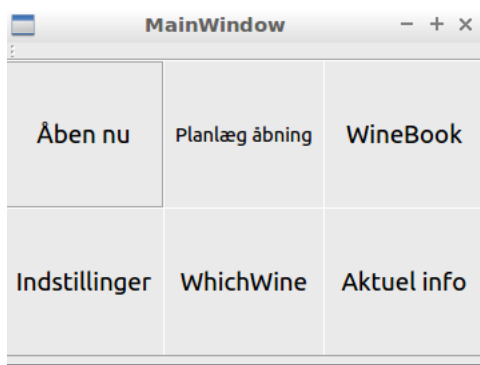 MainWindow
Åben nu
Planlæg åbning
WineBook
Indstillinger
WhichWine
Aktuel info